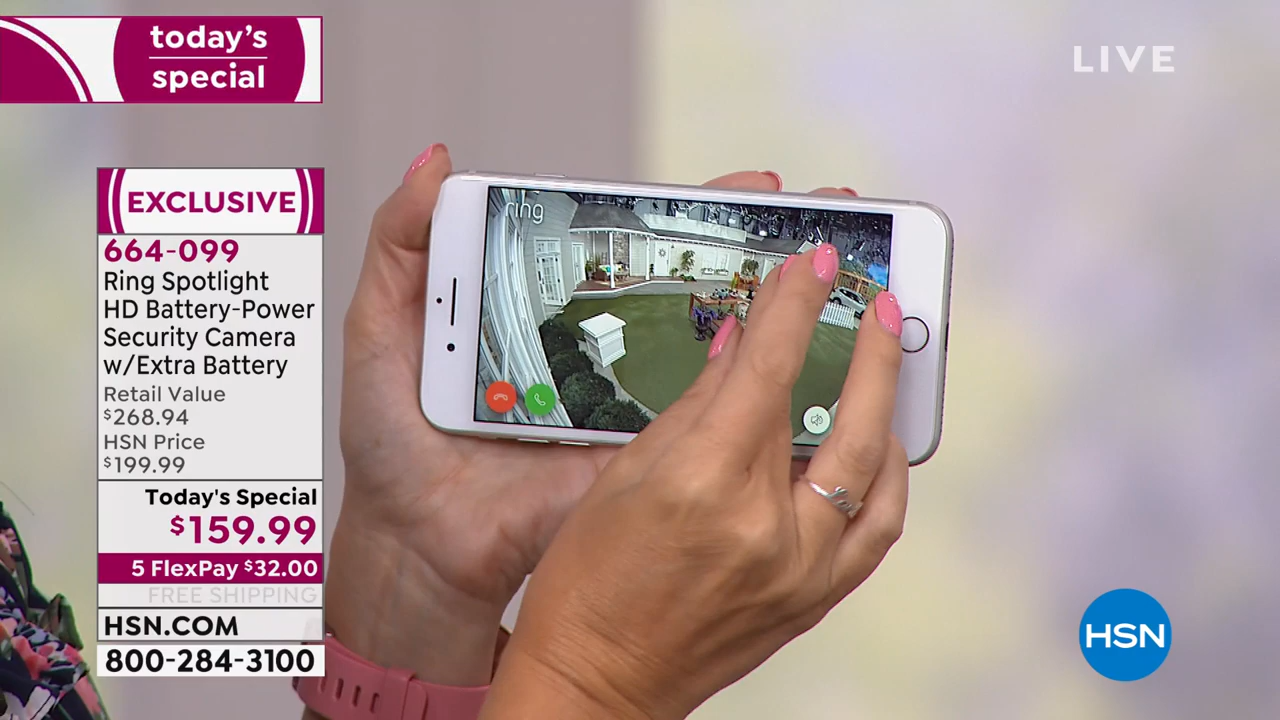 today's
special
LIVE
EXCLUSIVE
664-099
Ring Spotlight
HD Battery-Power
Security Camera
w/Extra Battery
Retail Value
$268.94
HSN Price
$199.99
Today's Special
$159.99
5 FlexPay $32.00
FREE SHIPPING
HSN.COM
800-284-3100
ring
HSN